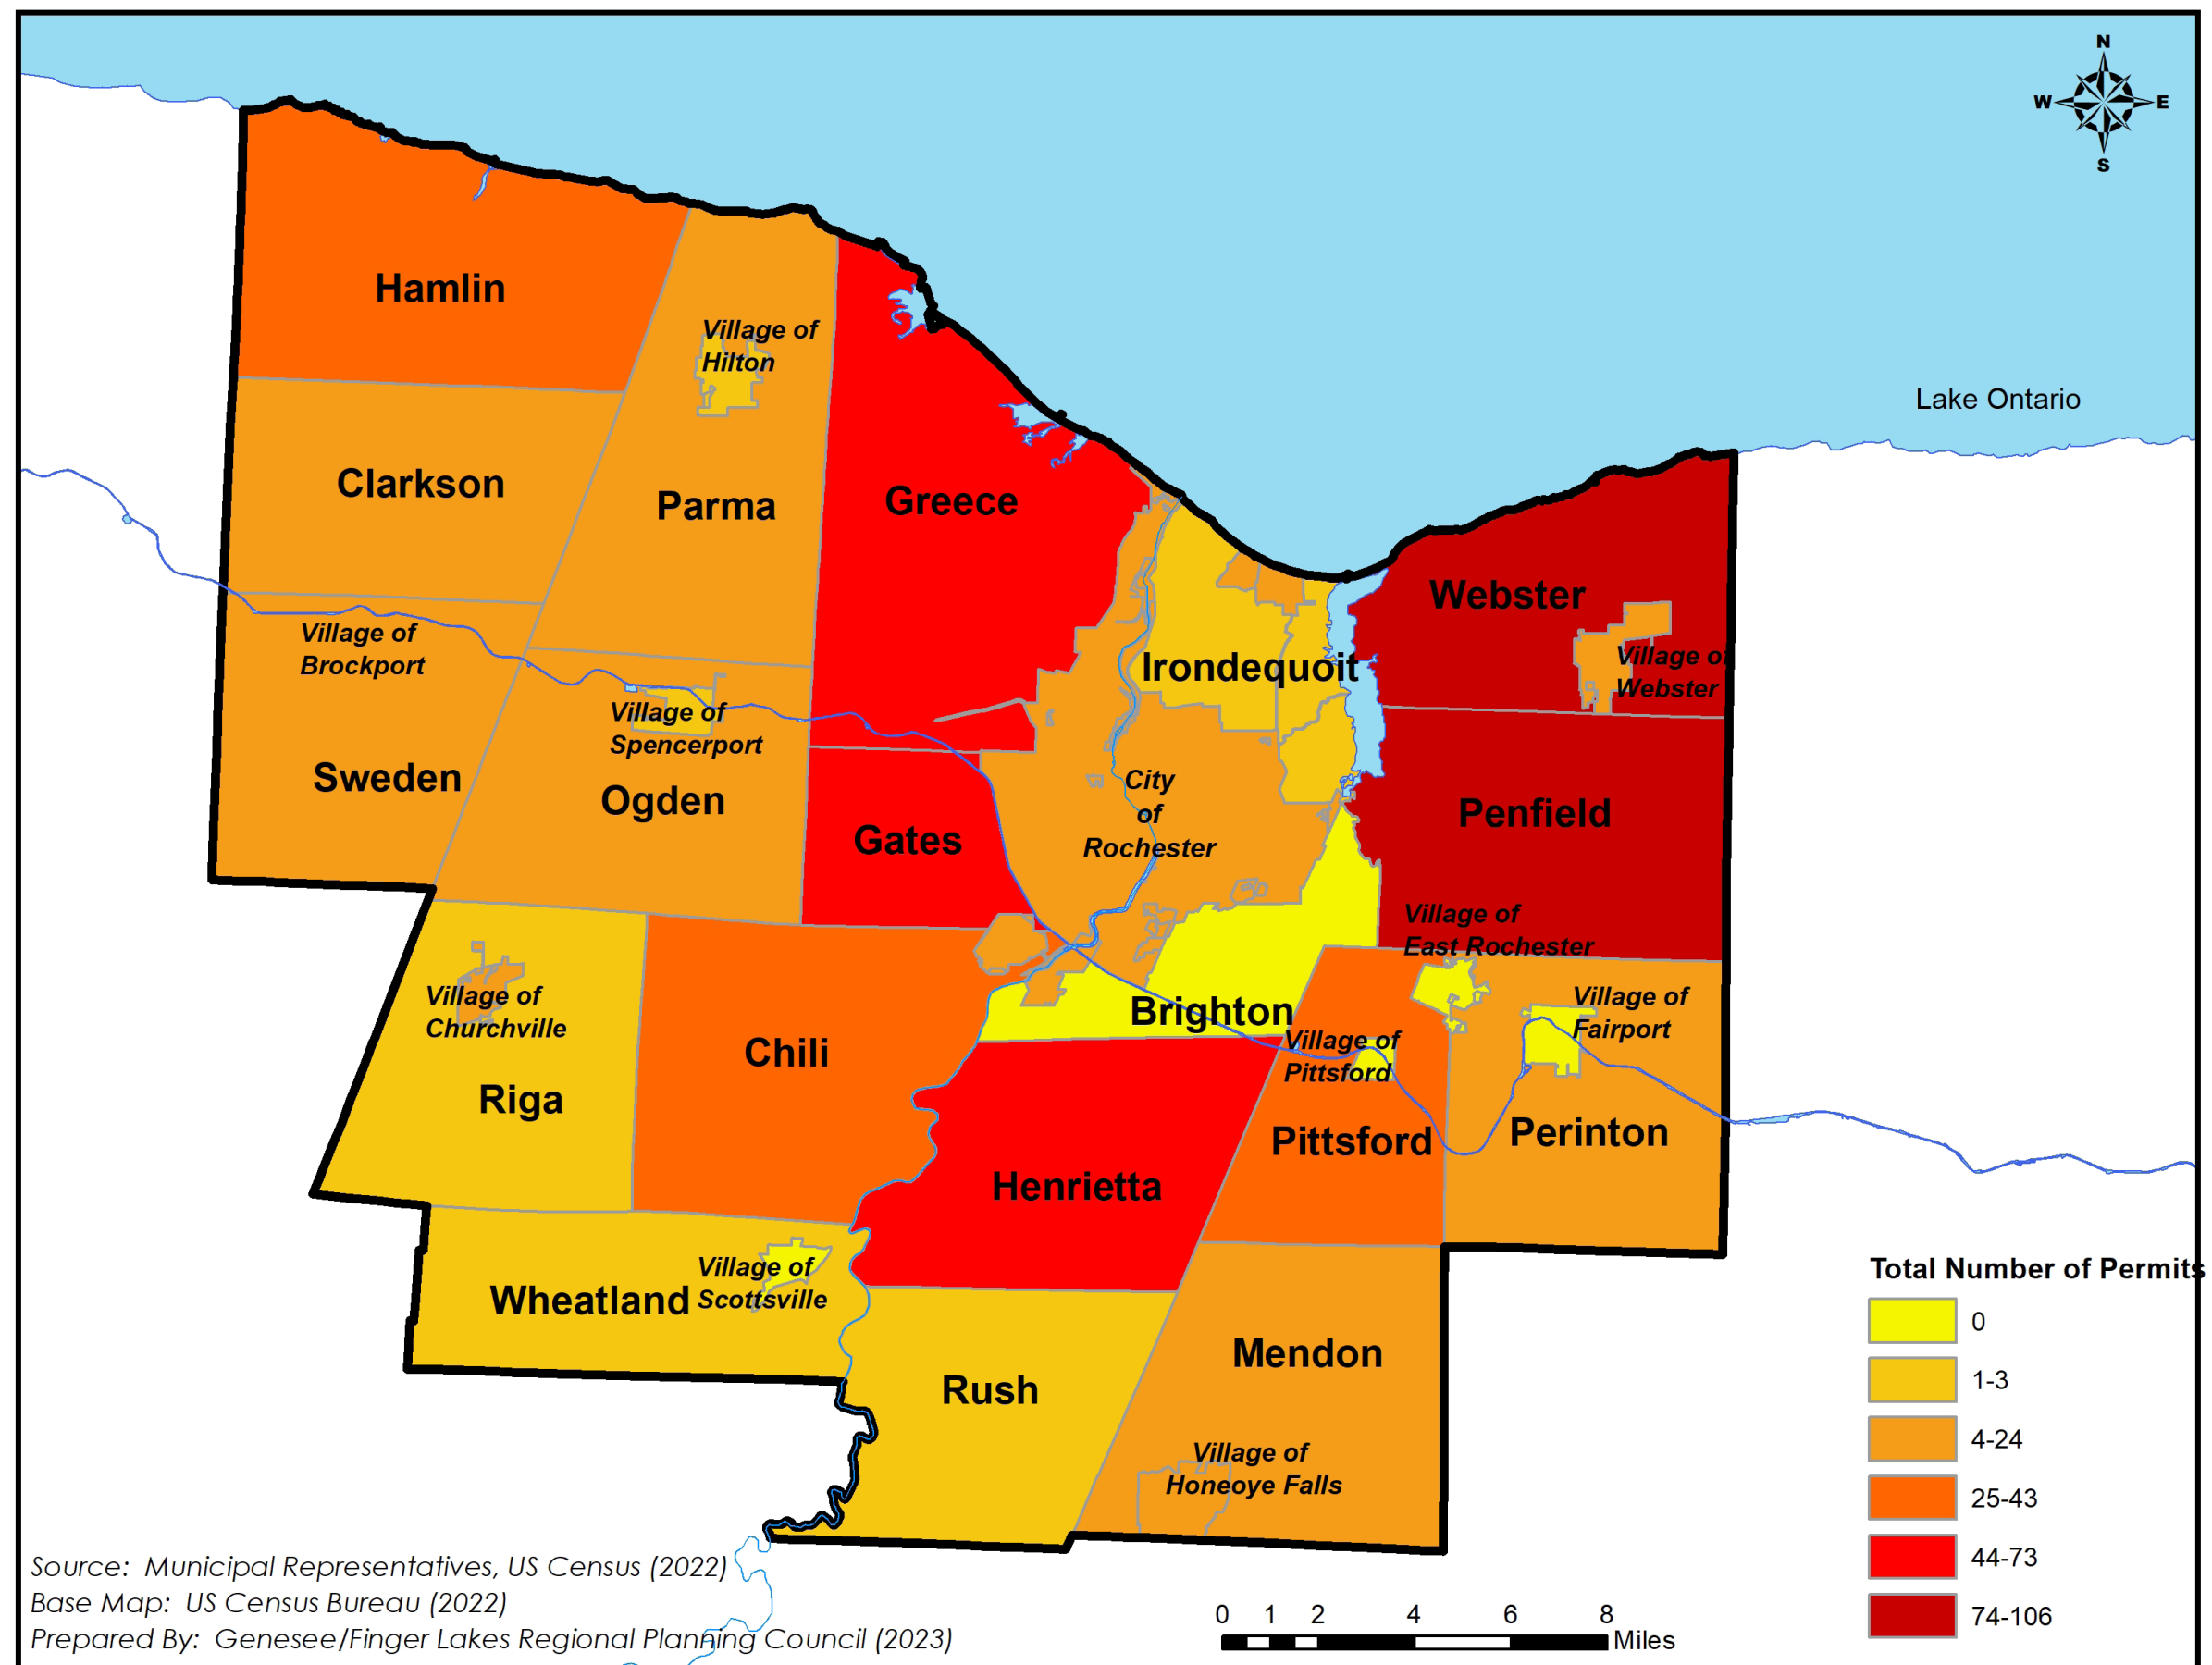 N
W E
S
Lake Ontario
Hamlin
Village of
Hilton
Clarkson
Parma
Greece
Webster
Village of
Webster
Village of
Brockport
Irondequoit
Village of
Spencerport
Sweden
Ogden
Gates
City
of
Rochester
Penfield
Village of
East Rochester
Village of
Churchville
Riga
Chili
Brighton
Village of
Pittsford
Village of
Fairport
Pittsford
Perinton
Henrietta
Village of
Scottsville
Wheatland
Rush
Mendon
Village of
Honeoye Falls
Total Number of Permits
0
1-3
4-24
25-43
44-73
74-106
Source: Municipal Representatives, US Census (2022)
Base Map: US Census Bureau (2022)
Prepared By: Genesee/Finger Lakes Regional Planning Council (2023)
0 1 2 4 6 8
Miles